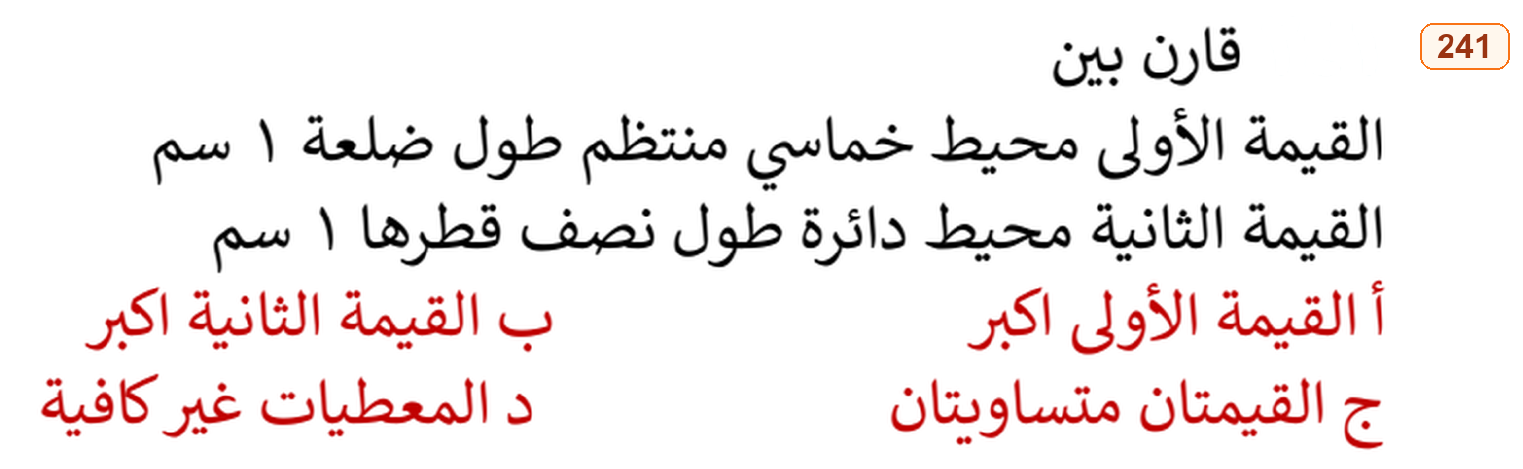 241
قارن بين
القيمة الأولى محيط خماسي منتظم طول ضلعة ١ سم
القيمة الثانية محيط دائرة طول نصف قطرها ١ سم
أ القيمة الأولى اكبر ب القيمة الثانية اكبر
ج القيمتان متساويتان د المعطيات غير كافية